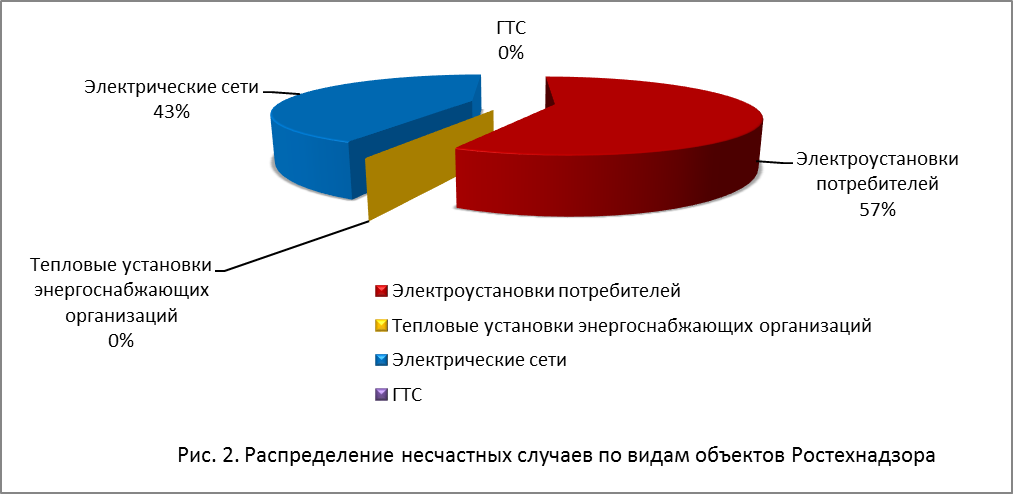 ГТС
0%
Электрические сети
43%
Электроустановки
потребителей
57%
Тепловые установки
энергоснабжающих
организаций
0%
Электроустановки потребителей
Тепловые установки энергоснабжающих организаций
Электрические сети
ГТС
Рис. 2. Распределение несчастных случаев по видам объектов Ростехнадзора